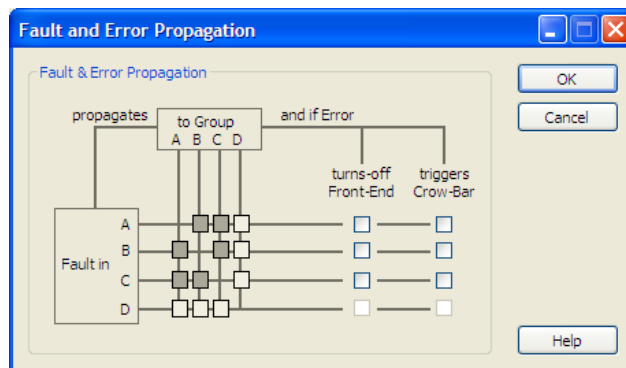 Fault and Error Propagation
Fault & Error Propagation
OK
propagates
to Group
and if Error
Cancel
A B C D
turns-off
Front-End
triggers
Crow-Bar
A
B
Fault in
C
D
Help